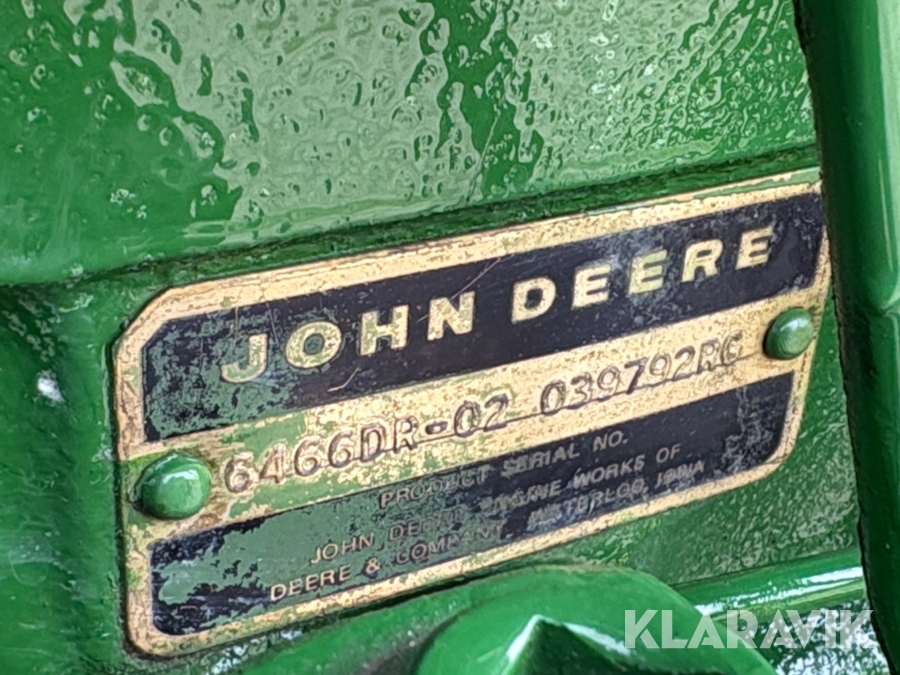 JOHN DEERE
6466DR-02 039792RG
PRODUCT SERIAL NO.
JOHN DEERE ENGINE WORKS OF
DEERE & COMPANY WATERLOO, IOWA
KLARAVIK